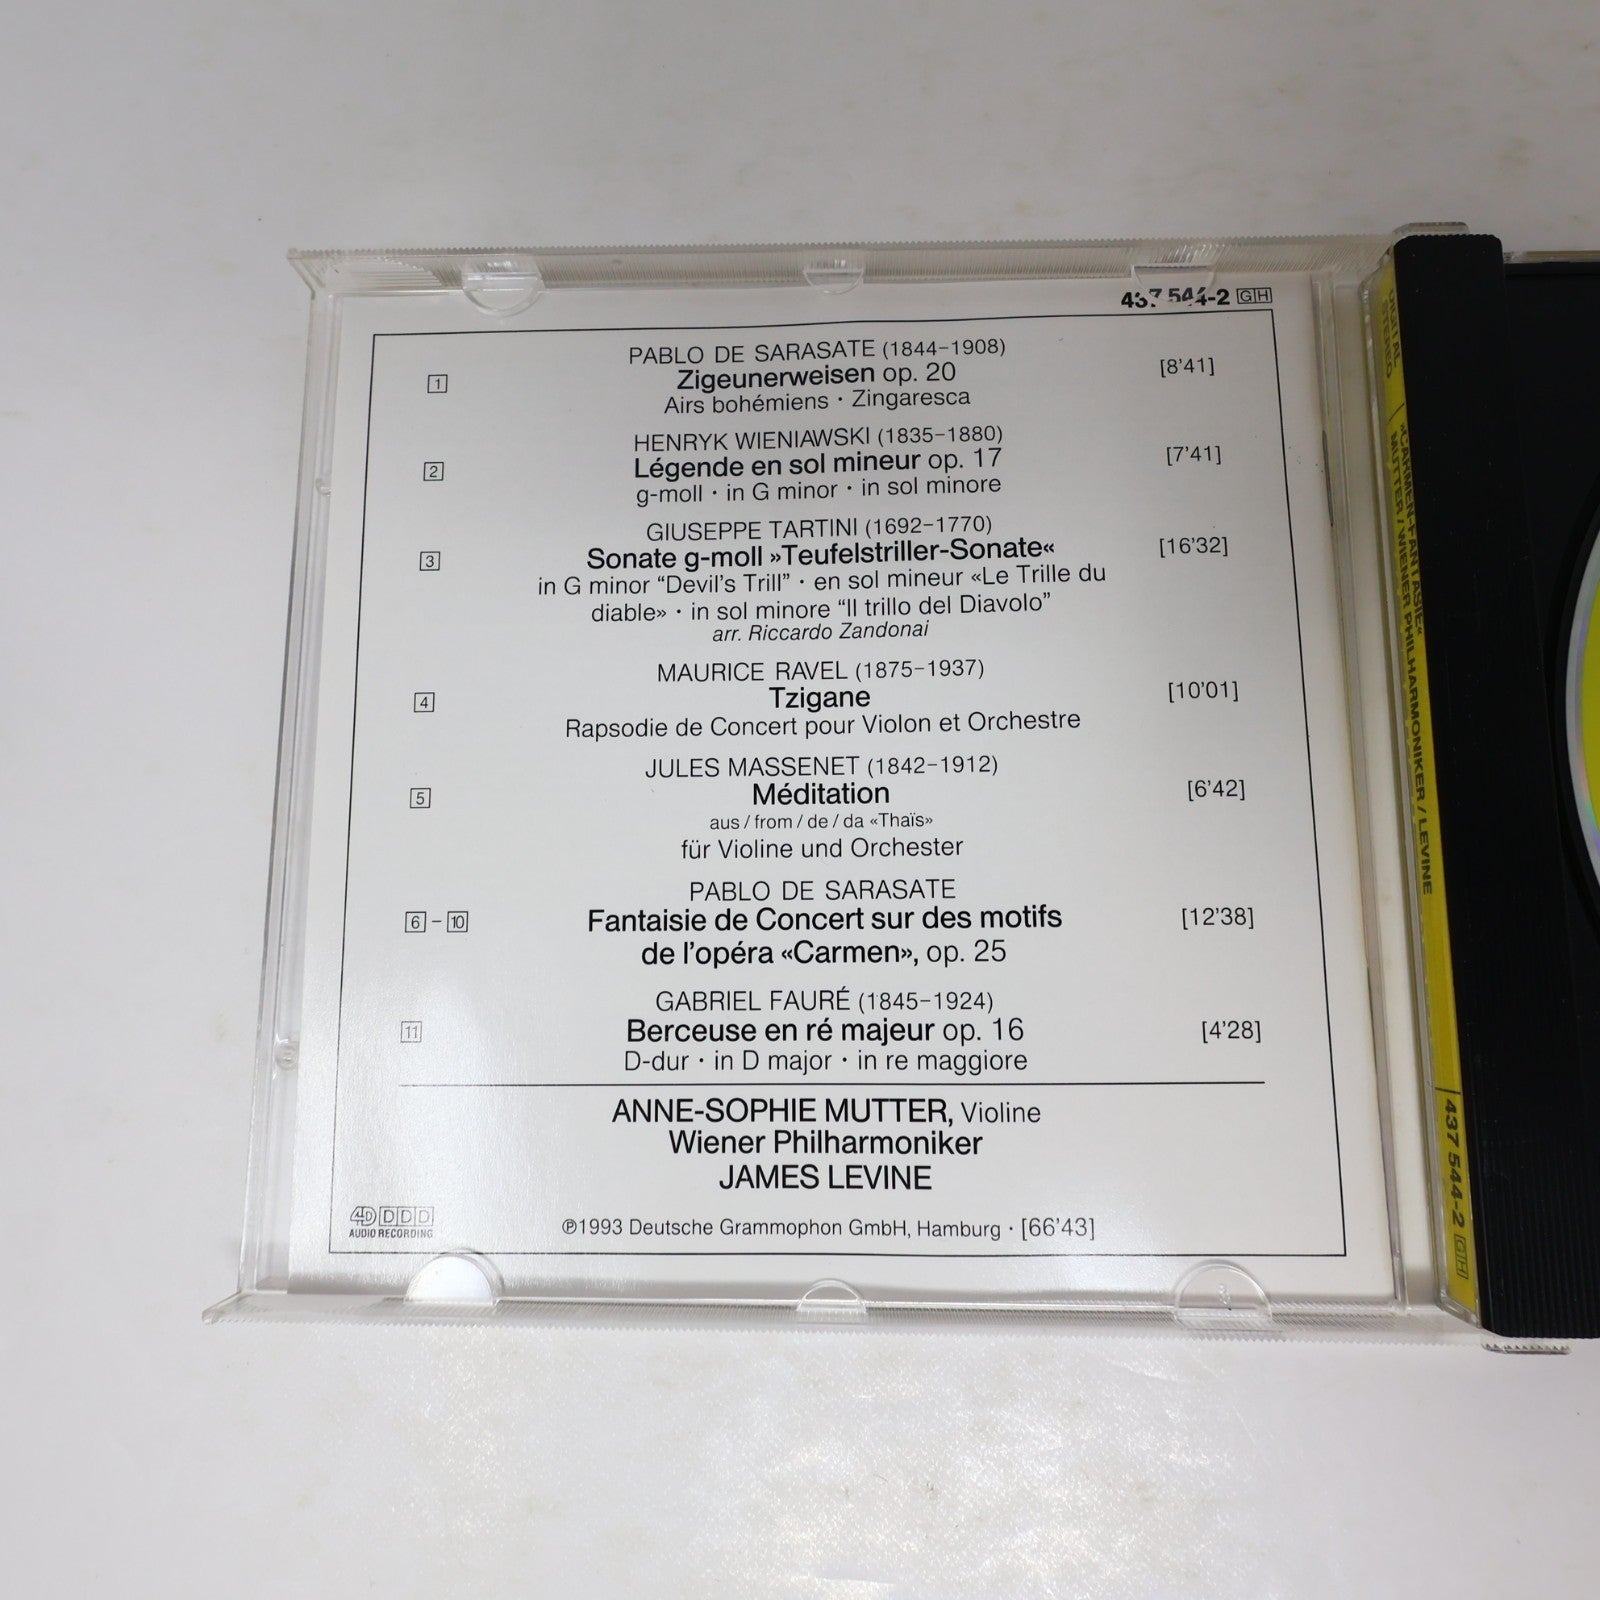 437 544-2 GH
PABLO DE SARASATE (1844–1908)
1 Zigeunerweisen op. 20 [8'41]
Airs bohémiens · Zingaresca
HENRYK WIENIAWSKI (1835–1880)
2 Légende en sol mineur op. 17 [7'41]
g-moll · in G minor · in sol minore
GIUSEPPE TARTINI (1692–1770)
3 Sonate g-moll »Teufelstriller-Sonate« [16'32]
in G minor “Devil's Trill” · en sol mineur «Le Trille du
diable» · in sol minore “Il trillo del Diavolo”
arr. Riccardo Zandonai
MAURICE RAVEL (1875–1937)
4 Tzigane [10'01]
Rapsodie de Concert pour Violon et Orchestre
JULES MASSENET (1842–1912)
5 Méditation [6'42]
aus / from / de / da «Thaïs»
für Violine und Orchester
PABLO DE SARASATE
6 – 10 Fantaisie de Concert sur des motifs [12'38]
de l'opéra «Carmen», op. 25
GABRIEL FAURÉ (1845–1924)
11 Berceuse en ré majeur op. 16 [4'28]
D-dur · in D major · in re maggiore
ANNE-SOPHIE MUTTER, Violine
Wiener Philharmoniker
JAMES LEVINE
4D DDD
AUDIO RECORDING
℗1993 Deutsche Grammophon GmbH, Hamburg · [66'43]
DIGITAL
STEREO
»CARMEN-FANTASIE«
MUTTER / WIENER PHILHARMONIKER / LEVINE
437 544-2 GH